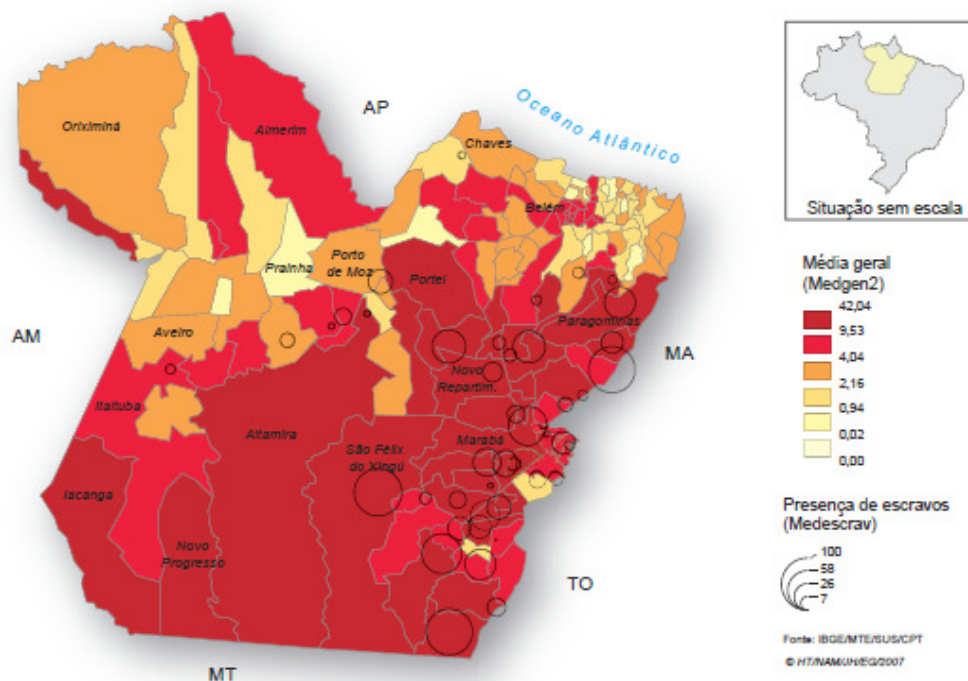 AP
Oceano Atlântico
Oriximiná
Almerim
Chaves
Belém
Prainha
Porto
de Moz
Portel
AM
Aveiro
Paragominas
MA
Novo
Repartim.
Itaituba
Altamira
São Félix
do Xingú
Marabá
Iacanga
Novo
Progresso
TO
MT
Situação sem escala
Média geral
(Medgen2)
42,04
9,53
4,04
2,16
0,94
0,02
0,00
Presença de escravos
(Medescrav)
100
58
26
7
Fonte: IBGE/MTE/SUS/CPT
© HT/NAM/JH/EG/2007